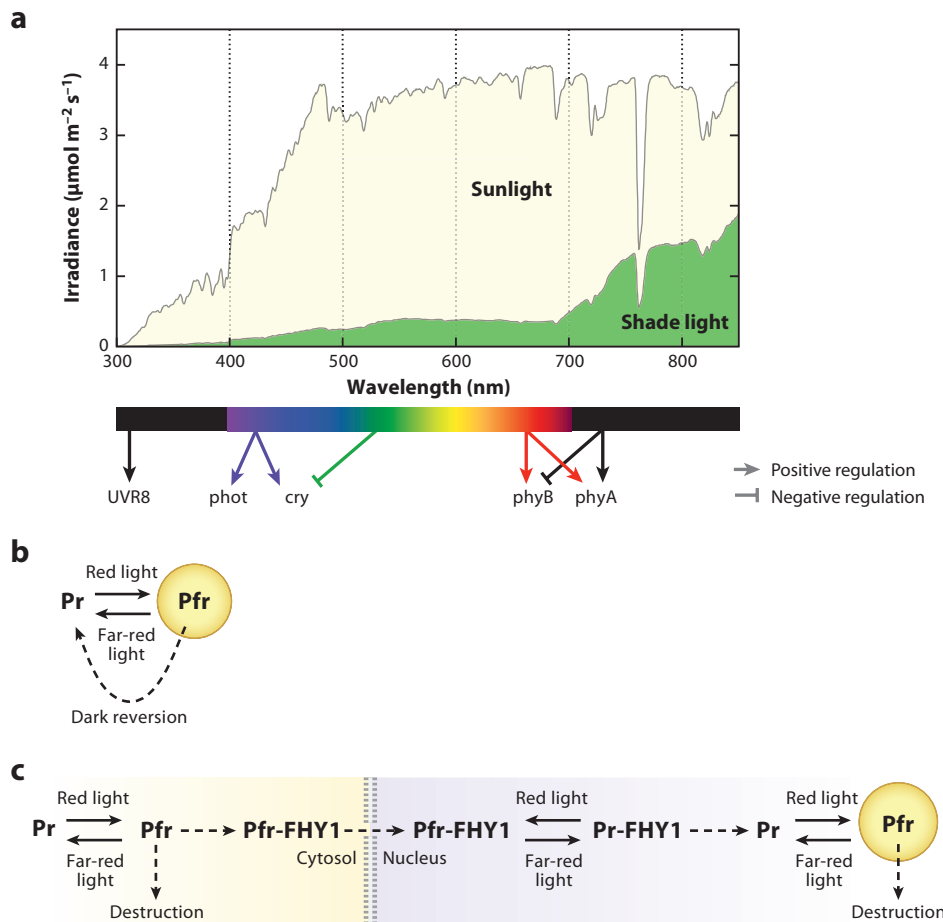 a
Irradiance (μmol m⁻² s⁻¹)
4
3
2
1
0
Sunlight
Shade light
300 400 500 600 700 800
Wavelength (nm)
UVR8 phot cry phyB phyA
Positive regulation
Negative regulation
b
Red light
Pr Pfr
Far-red
light
Dark reversion
c
Red light Red light Red light
Pr Pfr Pfr-FHY1 Pfr-FHY1 Pr-FHY1 Pr Pfr
Far-red Cytosol Nucleus Far-red Far-red
light light light
Destruction Destruction